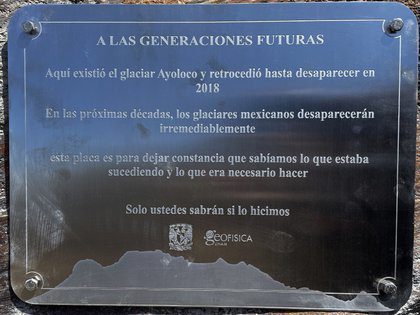 A LAS GENERACIONES FUTURAS
Aquí existió el glaciar Ayoloco y retrocedió hasta desaparecer en
2018
En las próximas décadas, los glaciares mexicanos desaparecerán
irremediablemente
esta placa es para dejar constancia que sabíamos lo que estaba
sucediendo y lo que era necesario hacer
Solo ustedes sabrán si lo hicimos
geOFISICA